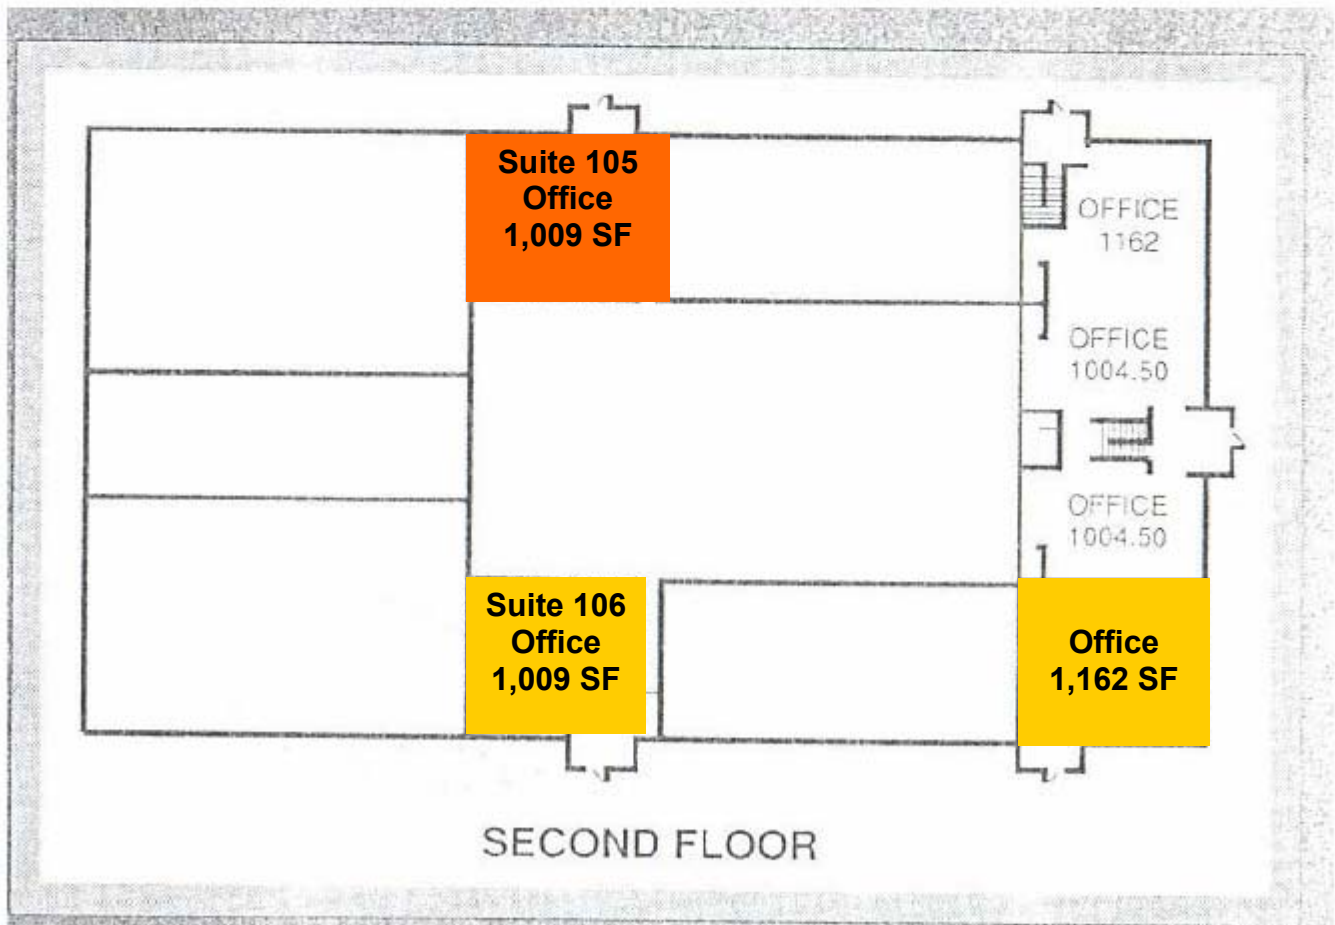 Suite 105
Office
1,009 SF
OFFICE
1162
OFFICE
1004.50
OFFICE
1004.50
Suite 106
Office
1,009 SF
Office
1,162 SF
SECOND FLOOR